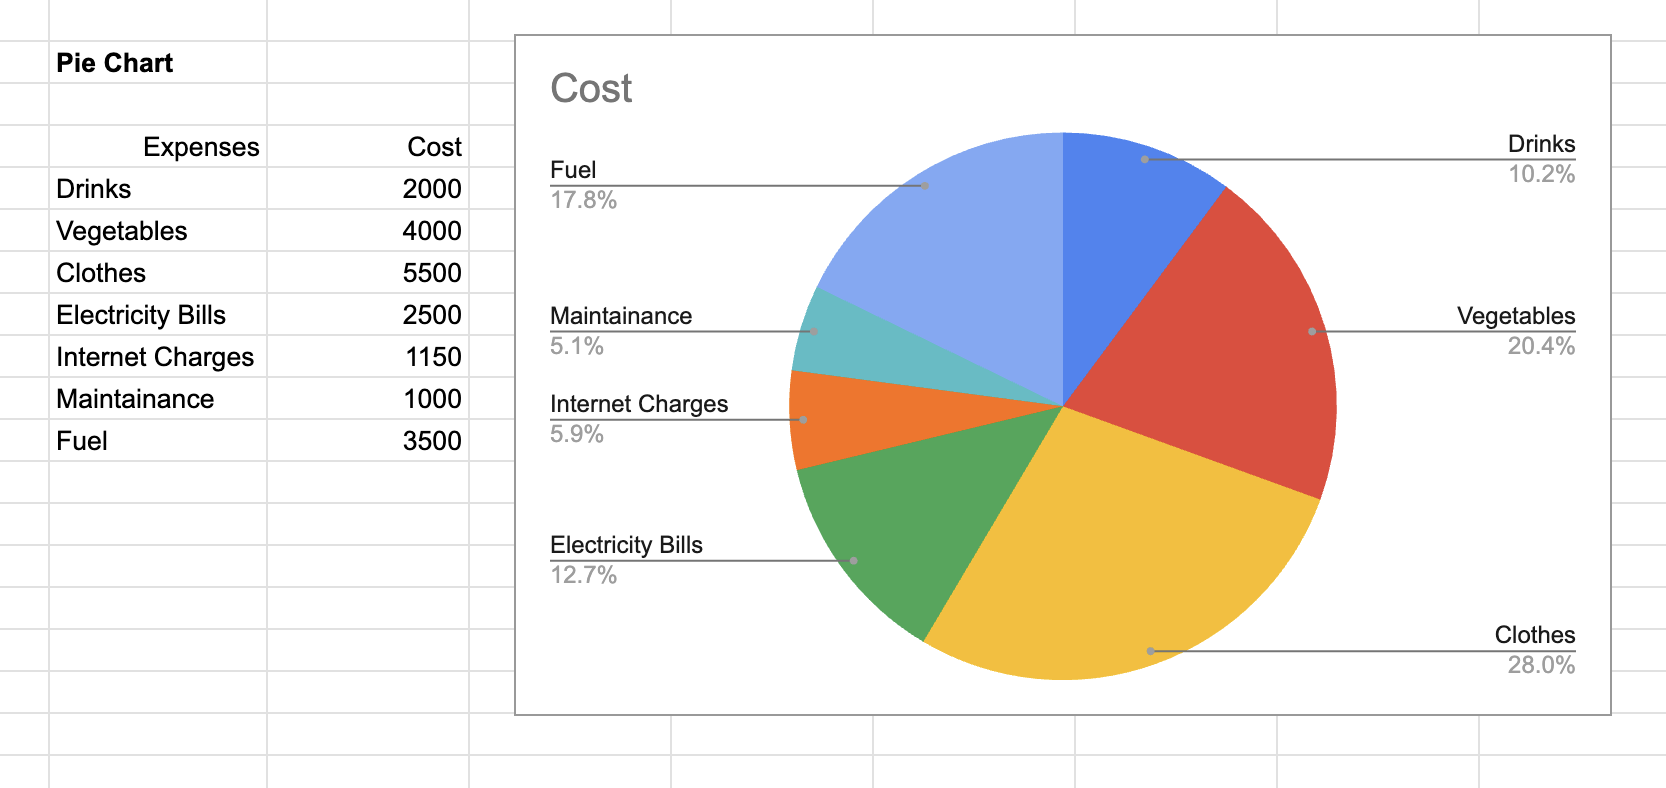 Pie Chart
Expenses Cost
Drinks 2000
Vegetables 4000
Clothes 5500
Electricity Bills 2500
Internet Charges 1150
Maintainance 1000
Fuel 3500
Cost
Fuel
17.8%
Maintainance
5.1%
Internet Charges
5.9%
Electricity Bills
12.7%
Drinks
10.2%
Vegetables
20.4%
Clothes
28.0%